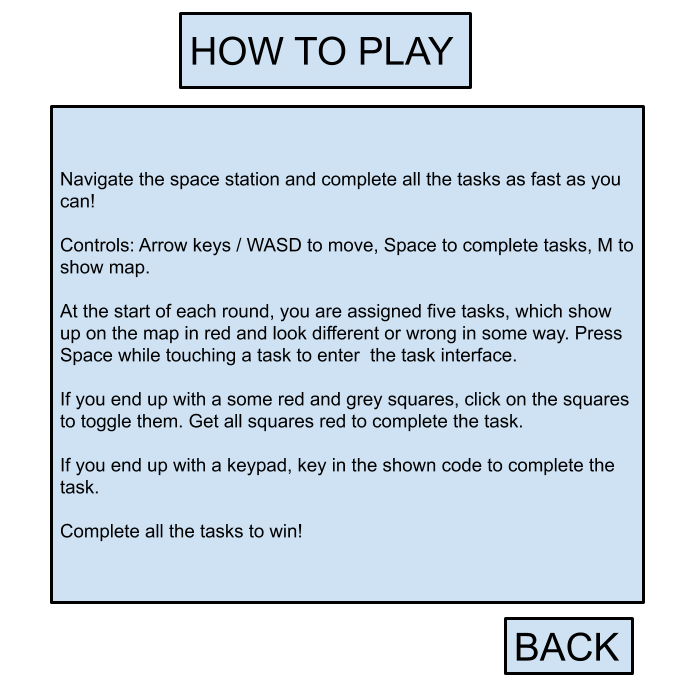 HOW TO PLAY
Navigate the space station and complete all the tasks as fast as you
can!
Controls: Arrow keys / WASD to move, Space to complete tasks, M to
show map.
At the start of each round, you are assigned five tasks, which show
up on the map in red and look different or wrong in some way. Press
Space while touching a task to enter  the task interface.
If you end up with a some red and grey squares, click on the squares
to toggle them. Get all squares red to complete the task.
If you end up with a keypad, key in the shown code to complete the
task.
Complete all the tasks to win!
BACK